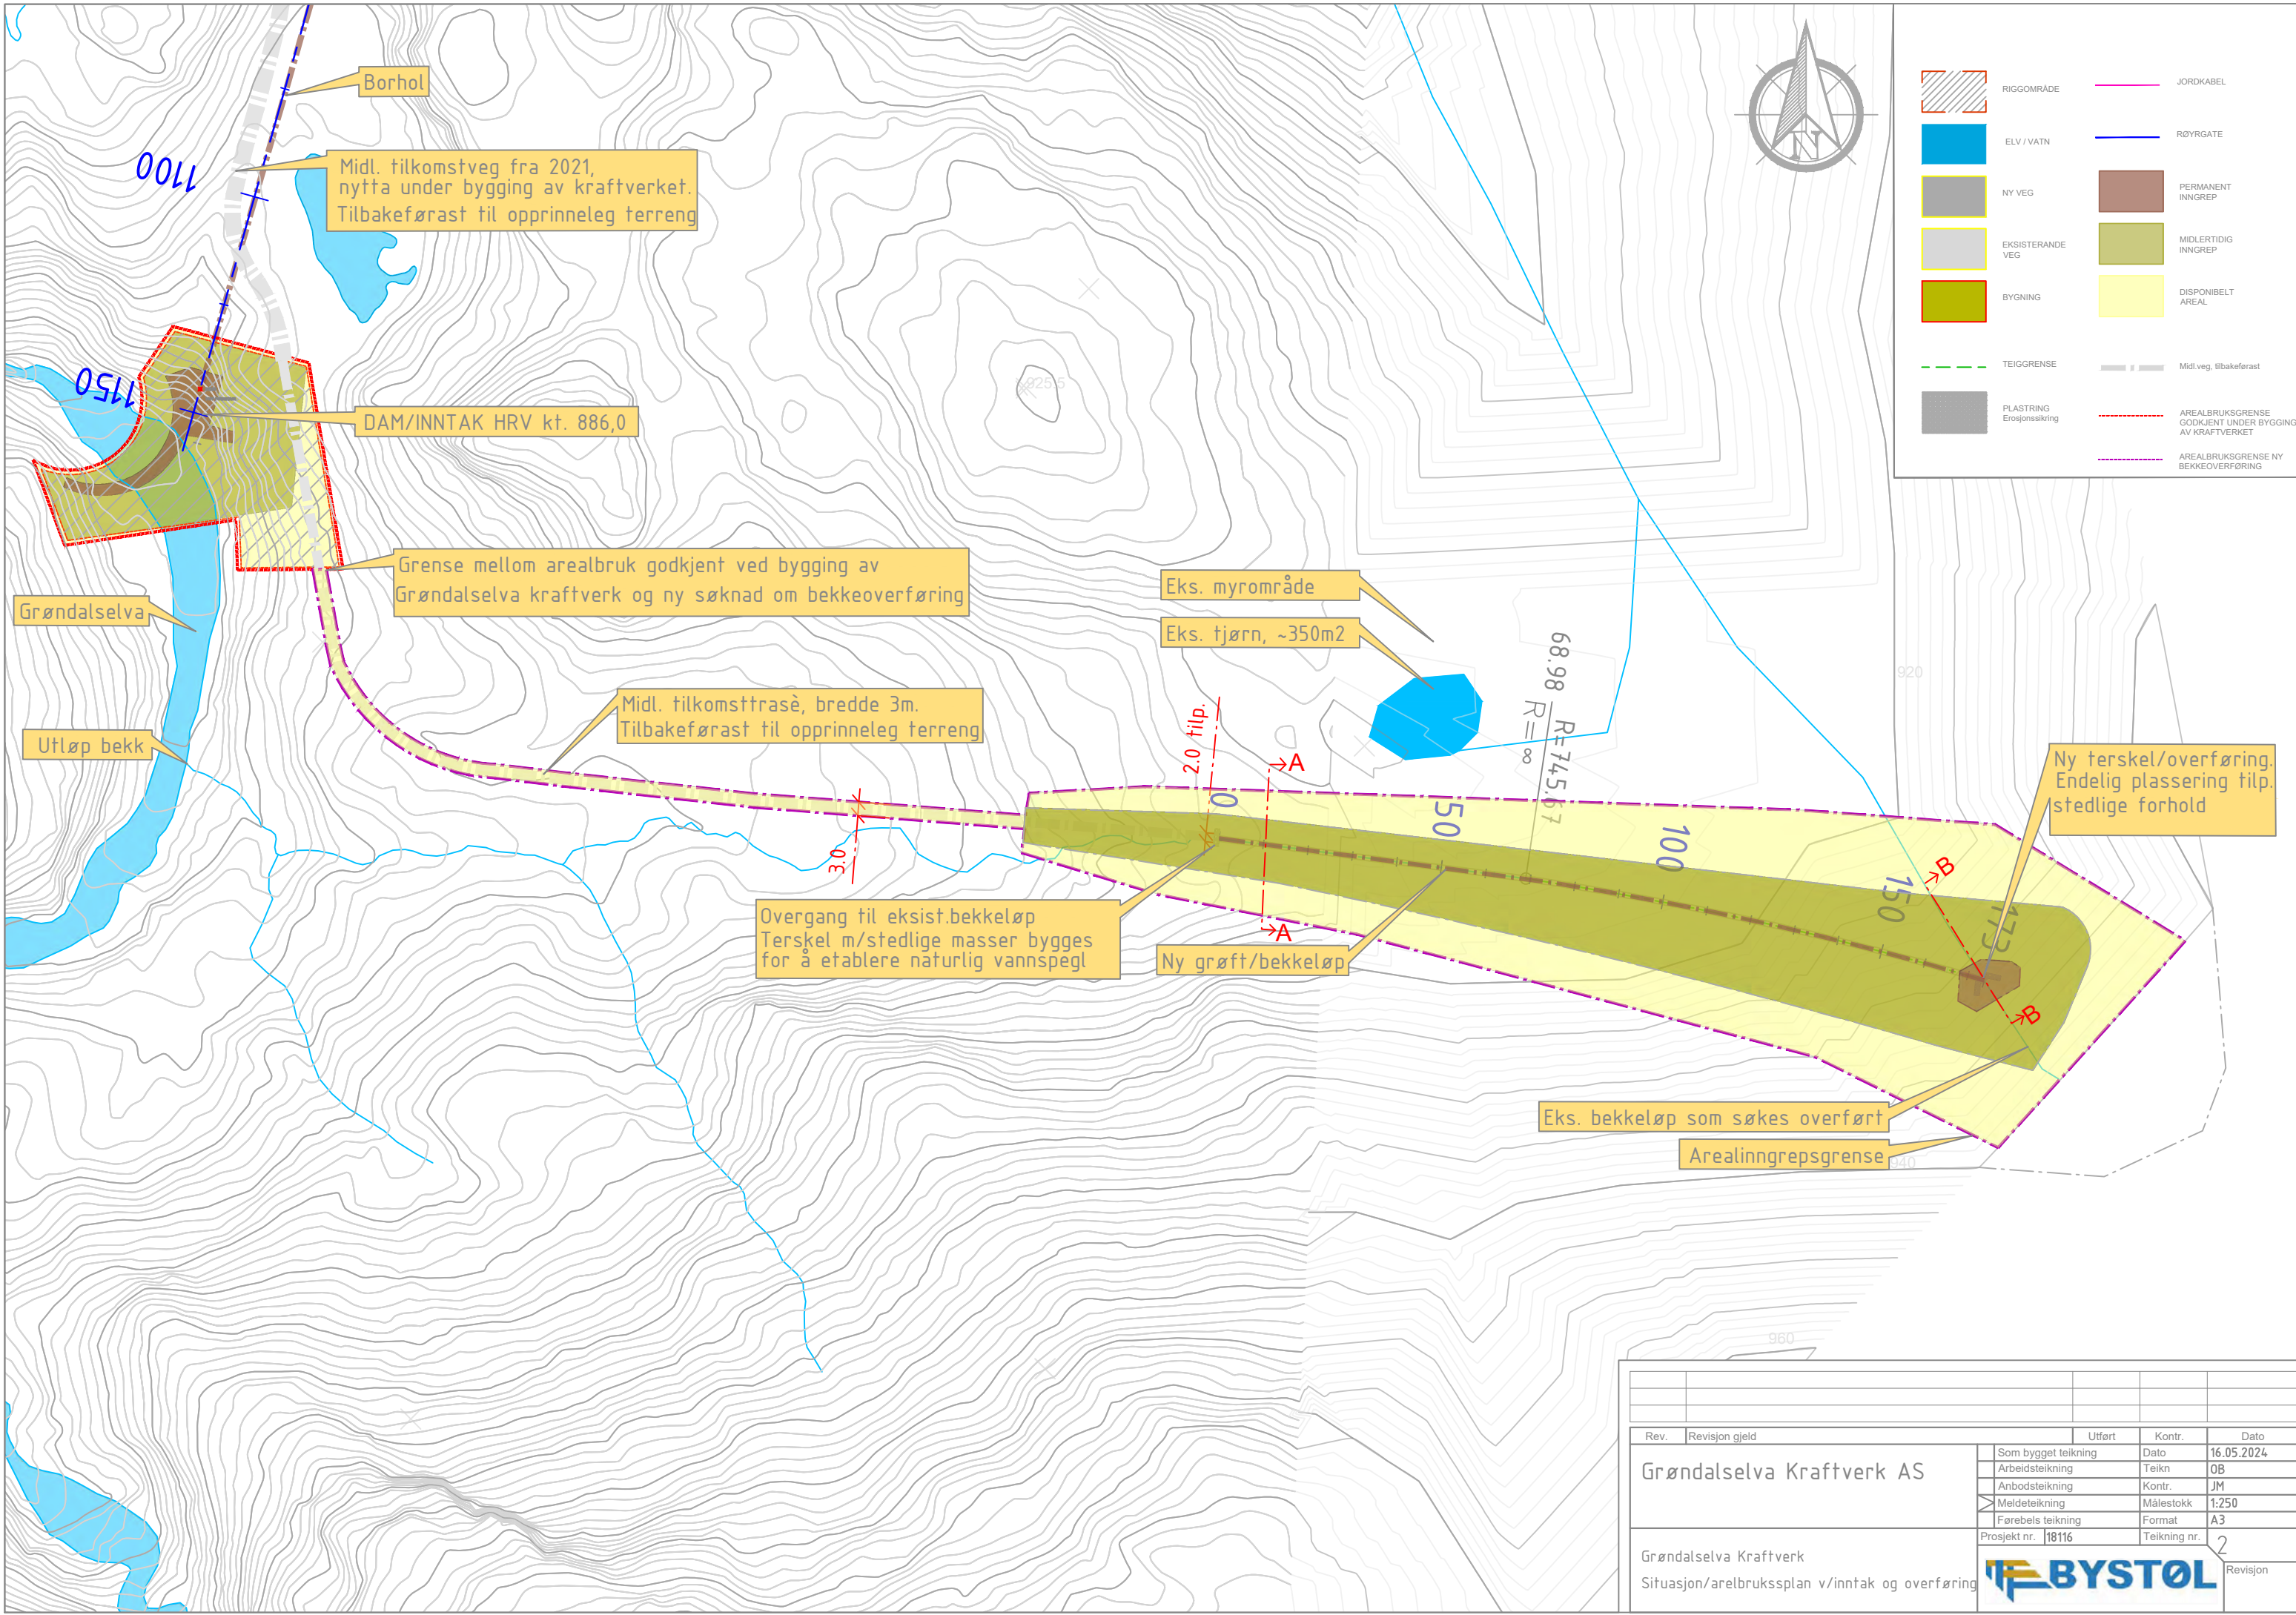 Borhol
1100
Midl. tilkomstveg fra 2021,
nytta under bygging av kraftverket.
Tilbakeførast til opprinneleg terreng
1150
DAM/INNTAK HRV kt. 886,0
Grense mellom arealbruk godkjent ved bygging av
Grøndalselva kraftverk og ny søknad om bekkeoverføring
Grøndalselva
Utløp bekk
Midl. tilkomsttrasè, bredde 3m.
Tilbakeførast til opprinneleg terreng
925.5
Eks. myrområde
Eks. tjørn, ~350m2
68.98
R=∞
R=745.67
2.0 tilp.
3.0
A
A
0
50
100
150
173
B
B
920
940
960
Ny terskel/overføring.
Endelig plassering tilp.
stedlige forhold
Overgang til eksist.bekkeløp
Terskel m/stedlige masser bygges
for å etablere naturlig vannspegl
Ny grøft/bekkeløp
Eks. bekkeløp som søkes overført
Arealinngrepsgrense
N
RIGGOMRÅDE
ELV / VATN
NY VEG
EKSISTERANDE
VEG
BYGNING
TEIGGRENSE
PLASTRING
Erosjonssikring
JORDKABEL
RØYRGATE
PERMANENT
INNGREP
MIDLERTIDIG
INNGREP
DISPONIBELT
AREAL
Midl.veg, tilbakeførast
AREALBRUKSGRENSE
GODKJENT UNDER BYGGING
AV KRAFTVERKET
AREALBRUKSGRENSE NY
BEKKEOVERFØRING
Rev. Revisjon gjeld Utført Kontr. Dato
Grøndalselva Kraftverk AS
Som bygget teikning Dato 16.05.2024
Arbeidsteikning Teikn OB
Anbodsteikning Kontr. JM
Meldeteikning Målestokk 1:250
Førebels teikning Format A3
Prosjekt nr. 18116 Teikning nr. 2
Grøndalselva Kraftverk
Situasjon/arelbrukssplan v/inntak og overføring
BYSTØL
Revisjon